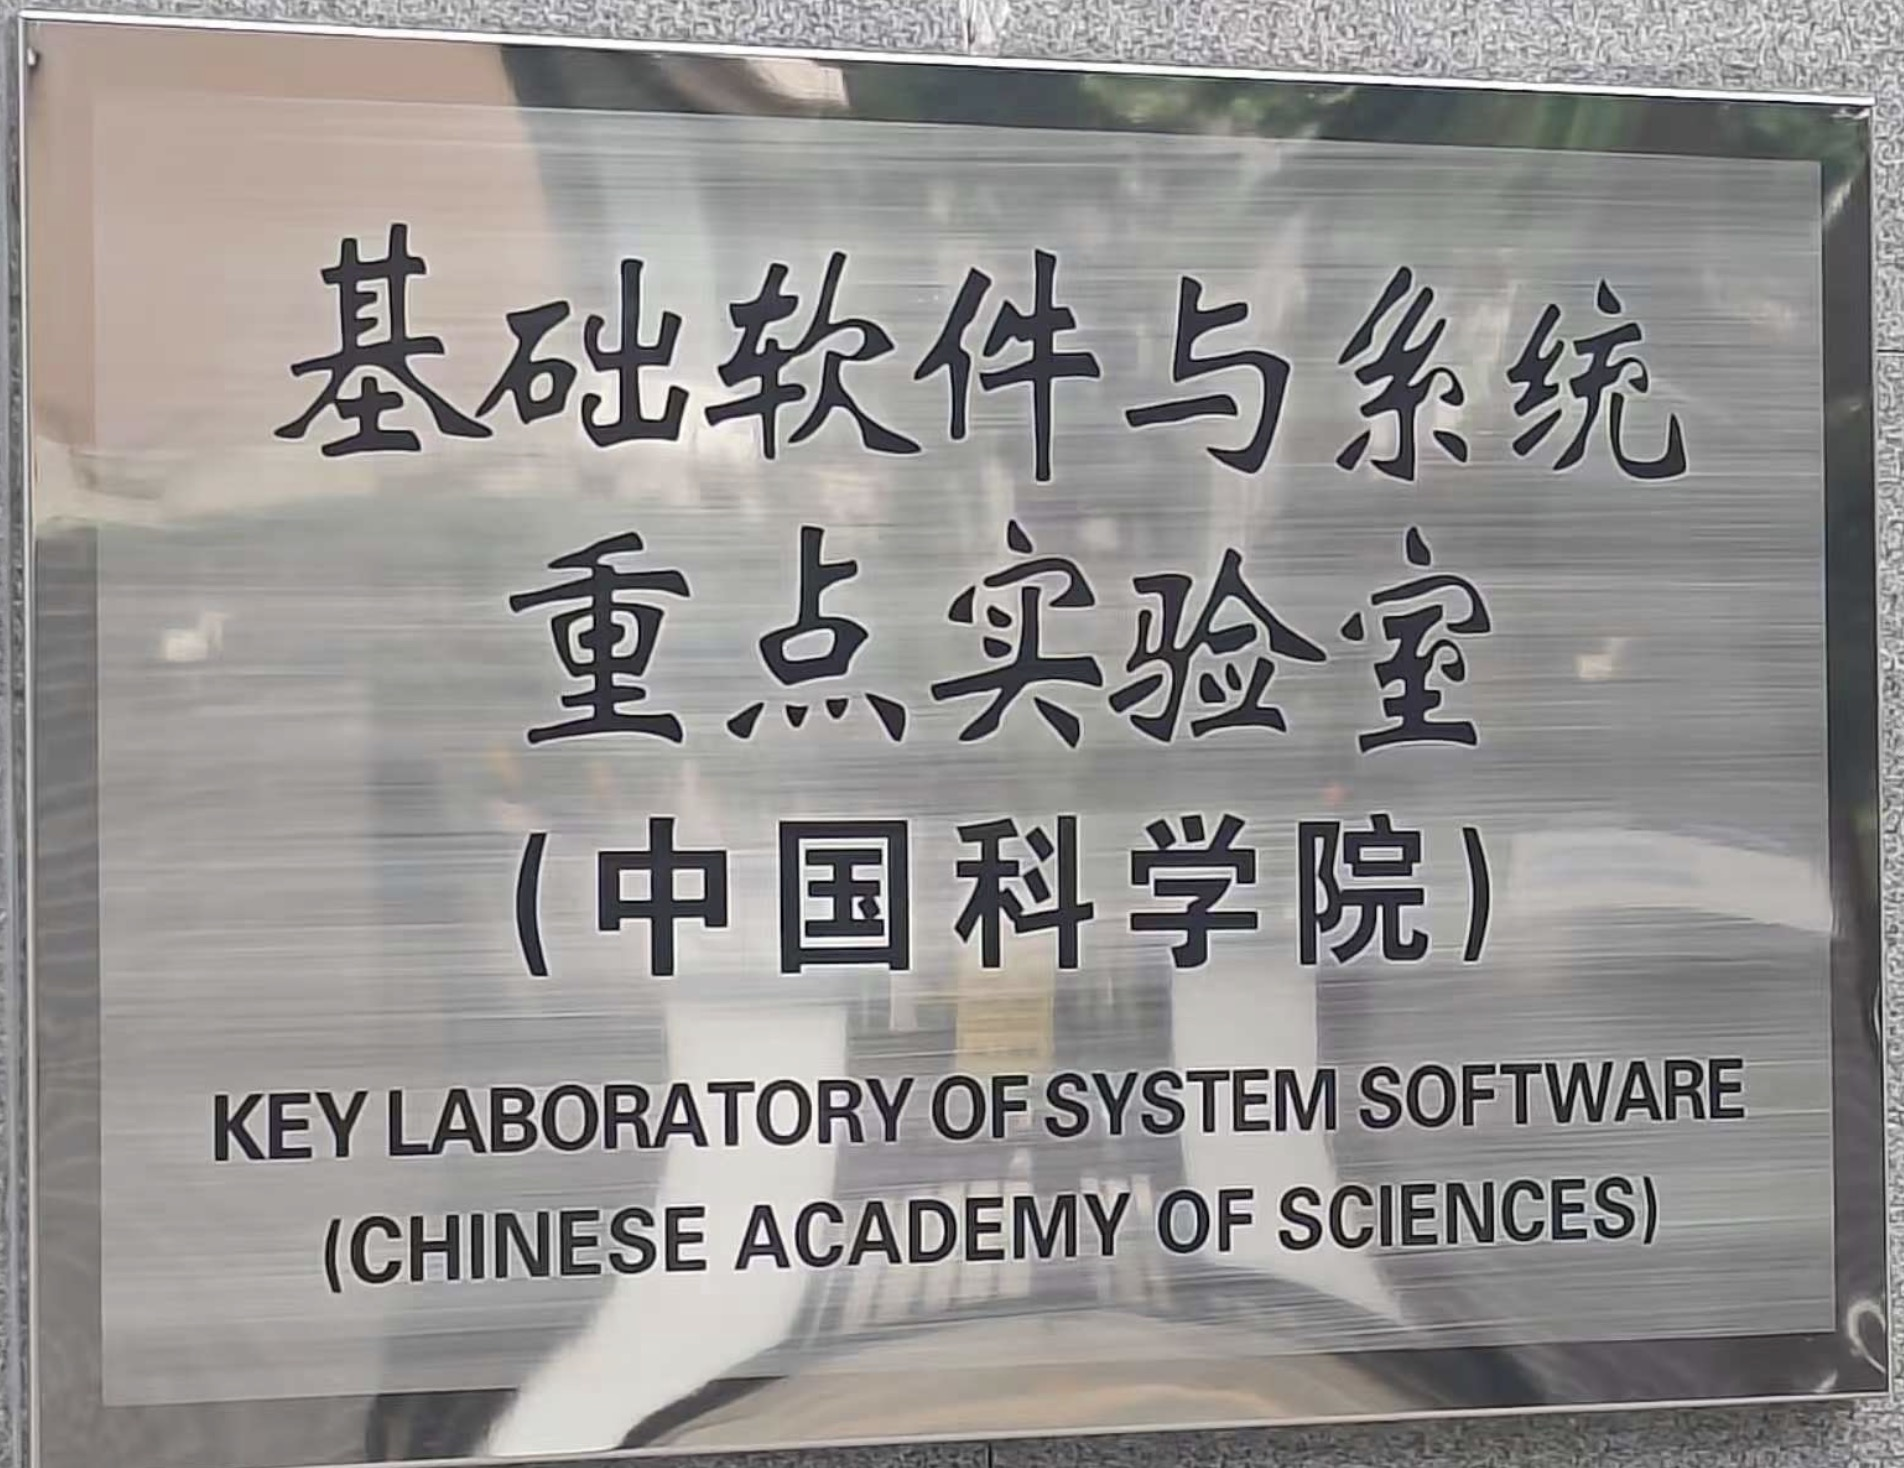 基础软件与系统
重点实验室
(中国科学院)
KEY LABORATORY OF SYSTEM SOFTWARE
(CHINESE ACADEMY OF SCIENCES)